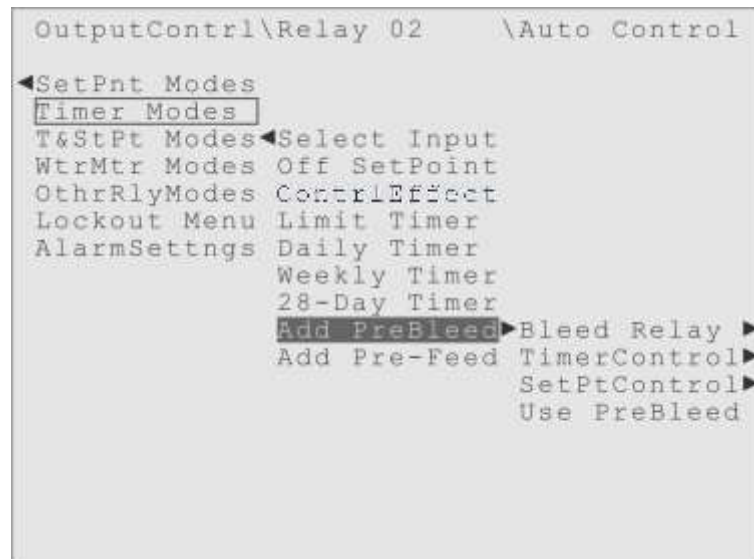 OutputContrl\Relay 02 \Auto Control
◀SetPnt Modes
Timer Modes
T&StPt Modes◀Select Input
WtrMtr Modes Off SetPoint
OthrRlyModes ContrlEffect
Lockout Menu Limit Timer
AlarmSettngs Daily Timer
Weekly Timer
28-Day Timer
Add PreBleed▶Bleed Relay ▶
Add Pre-Feed TimerControl▶
SetPtControl▶
Use PreBleed